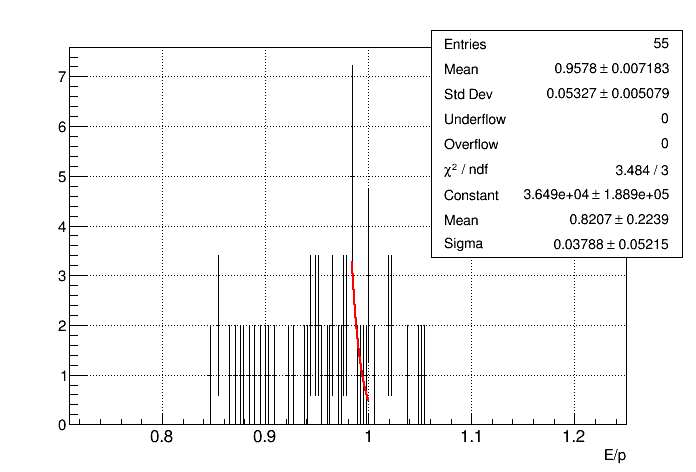 Entries 55
Mean 0.9578 ± 0.007183
Std Dev 0.05327 ± 0.005079
Underflow 0
Overflow 0
χ² / ndf 3.484 / 3
Constant 3.649e+04 ± 1.889e+05
Mean 0.8207 ± 0.2239
Sigma 0.03788 ± 0.05215
7
6
5
4
3
2
1
0
0.8 0.9 1 1.1 1.2
E/p